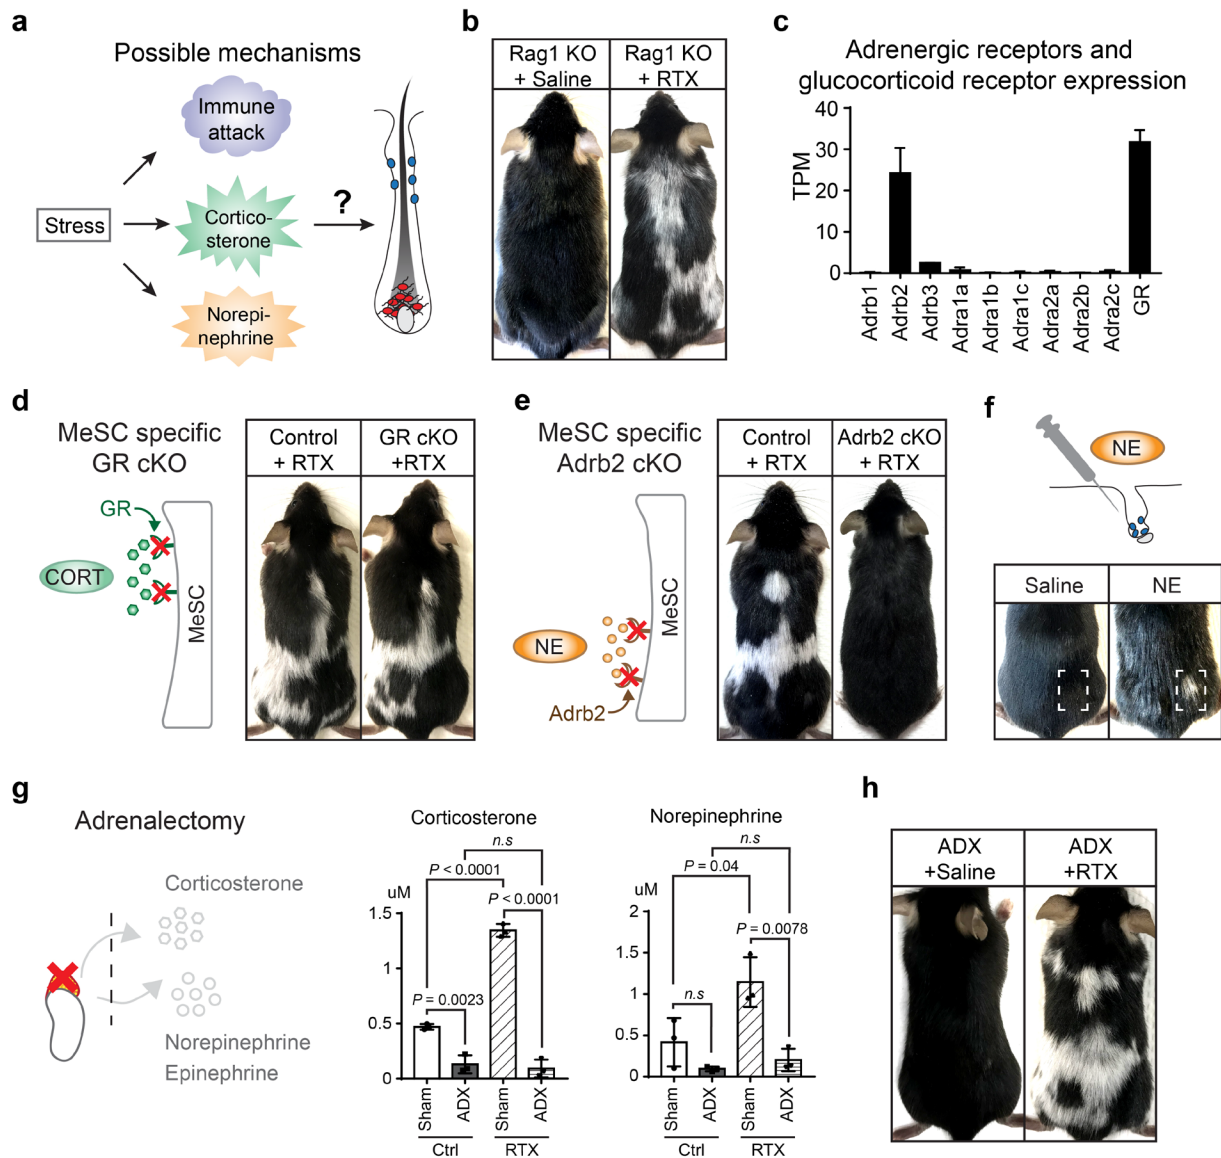 a
Possible mechanisms
Immune
attack
Stress
Cortico-
sterone
?
Norepi-
nephrine
b
Rag1 KO
+ Saline
Rag1 KO
+ RTX
c
Adrenergic receptors and
glucocorticoid receptor expression
TPM
40
30
20
10
0
Adrb1
Adrb2
Adrb3
Adra1a
Adra1b
Adra1c
Adra2a
Adra2b
Adra2c
GR
d
MeSC specific
GR cKO
GR
CORT
MeSC
Control
+ RTX
GR cKO
+RTX
e
MeSC specific
Adrb2 cKO
NE
Adrb2
MeSC
Control
+ RTX
Adrb2 cKO
+ RTX
f
NE
Saline
NE
g
Adrenalectomy
Corticosterone
Norepinephrine
Epinephrine
Corticosterone
n.s
P < 0.0001
uM
P < 0.0001
1.5
1
P = 0.0023
0.5
0
Sham
ADX
Sham
ADX
Ctrl
RTX
Norepinephrine
n.s
P = 0.04
uM
2
P = 0.0078
1.5
1
n.s
0.5
0
Sham
ADX
Sham
ADX
Ctrl
RTX
h
ADX
+Saline
ADX
+RTX